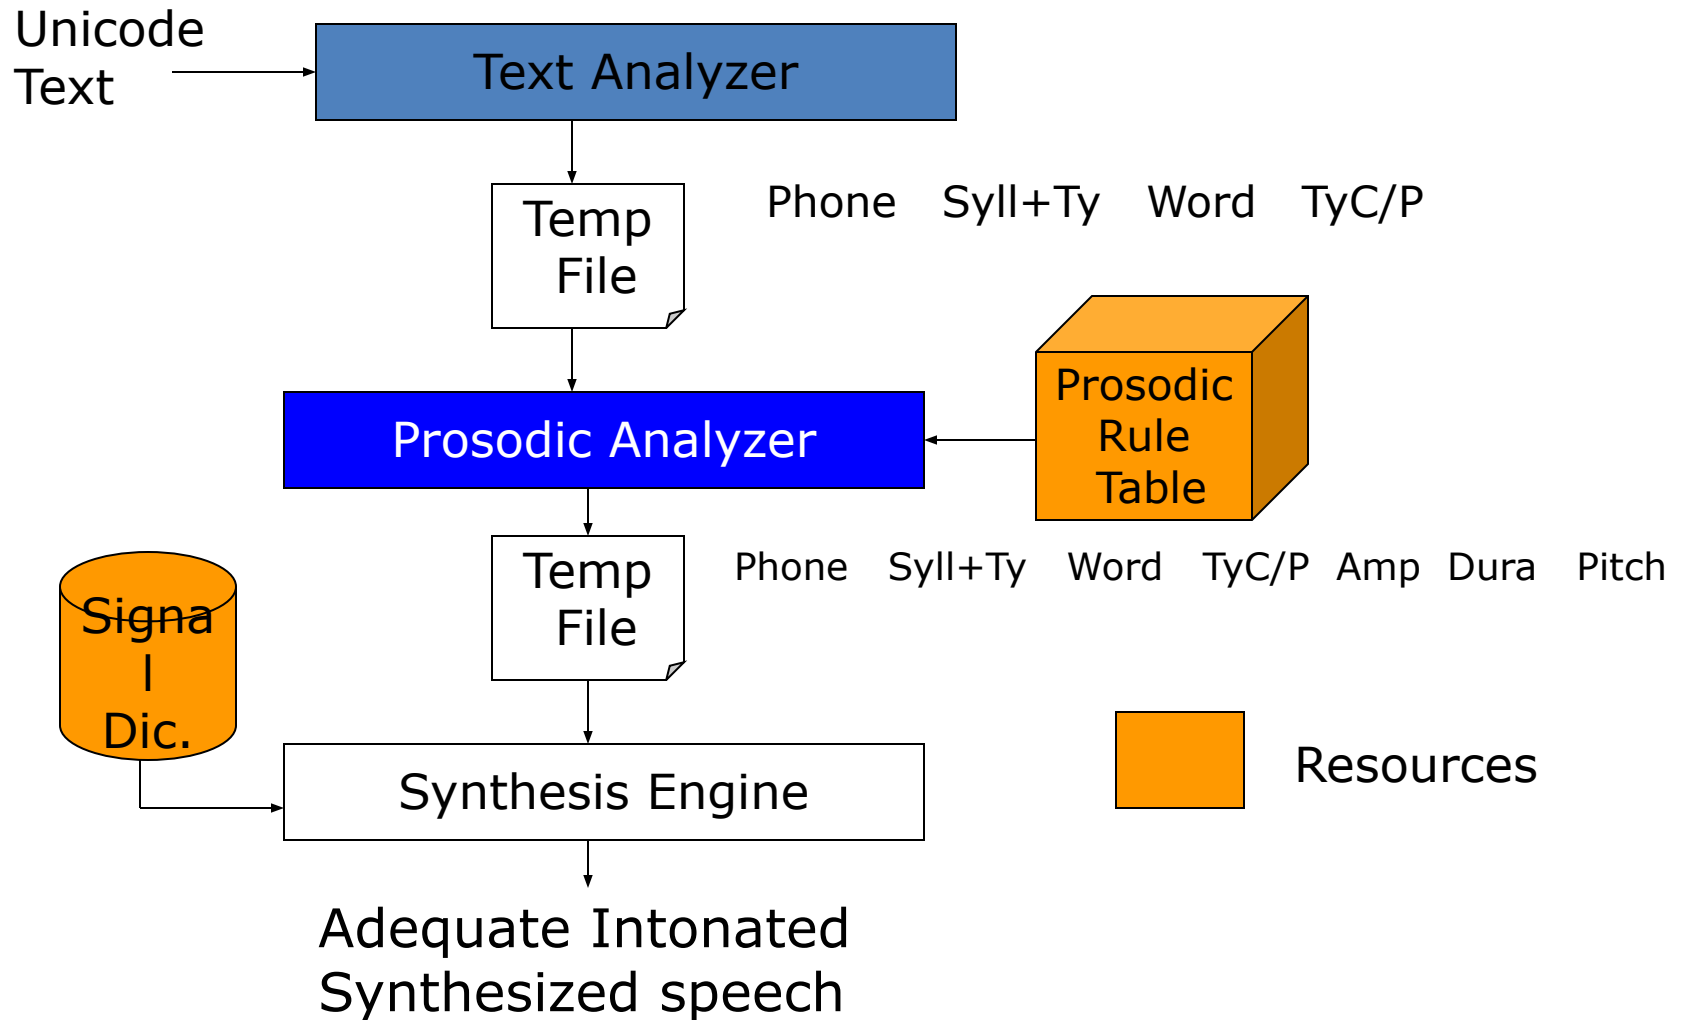 Unicode
Text
Text Analyzer
Temp
File
Phone Syll+Ty Word TyC/P
Prosodic
Rule
Table
Prosodic Analyzer
Temp
File
Phone Syll+Ty Word TyC/P Amp Dura Pitch
Signa
l
Dic.
Synthesis Engine
Resources
Adequate Intonated
Synthesized speech